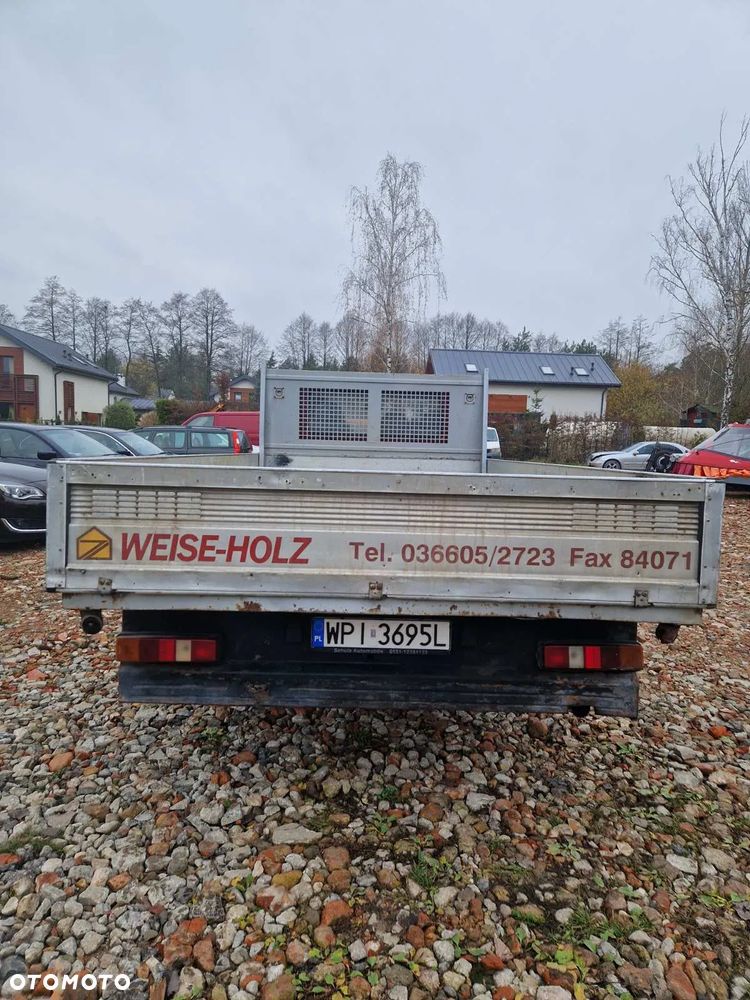 WEISE-HOLZ Tel. 036605/2723 Fax 84071
PL WPI 3695L
OTOMOTO